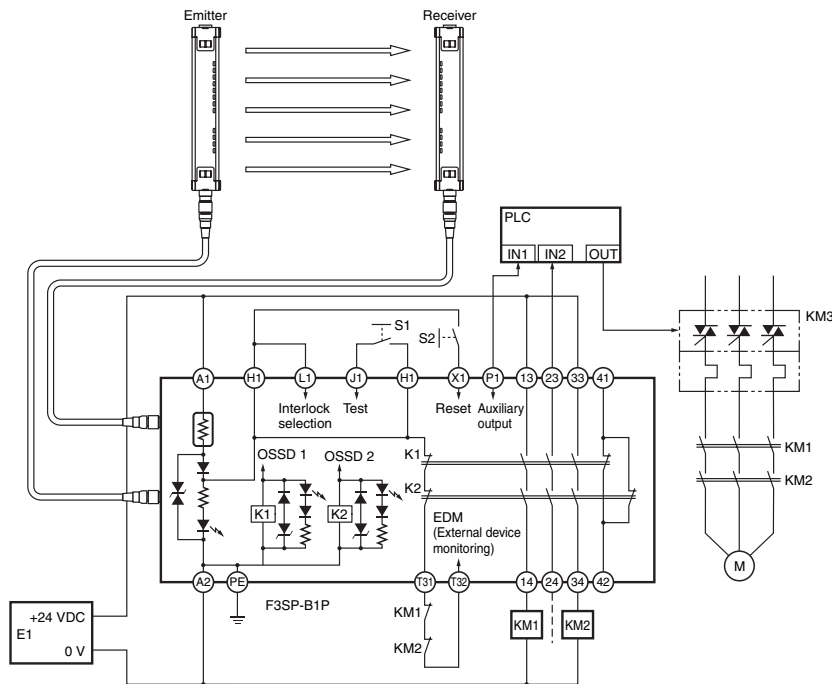 Emitter
Receiver
PLC
IN1 IN2 OUT
KM3
S1
S2
A1 H1 L1 J1 H1 X1 P1 13 23 33 41
Interlock selection
Test
Reset
Auxiliary output
OSSD 1
OSSD 2
K1
K2
K1
K2
EDM
(External device
monitoring)
KM1
KM2
M
A2 PE T31 T32 14 24 34 42
F3SP-B1P
KM1
KM2
KM1
KM2
+24 VDC
E1
0 V